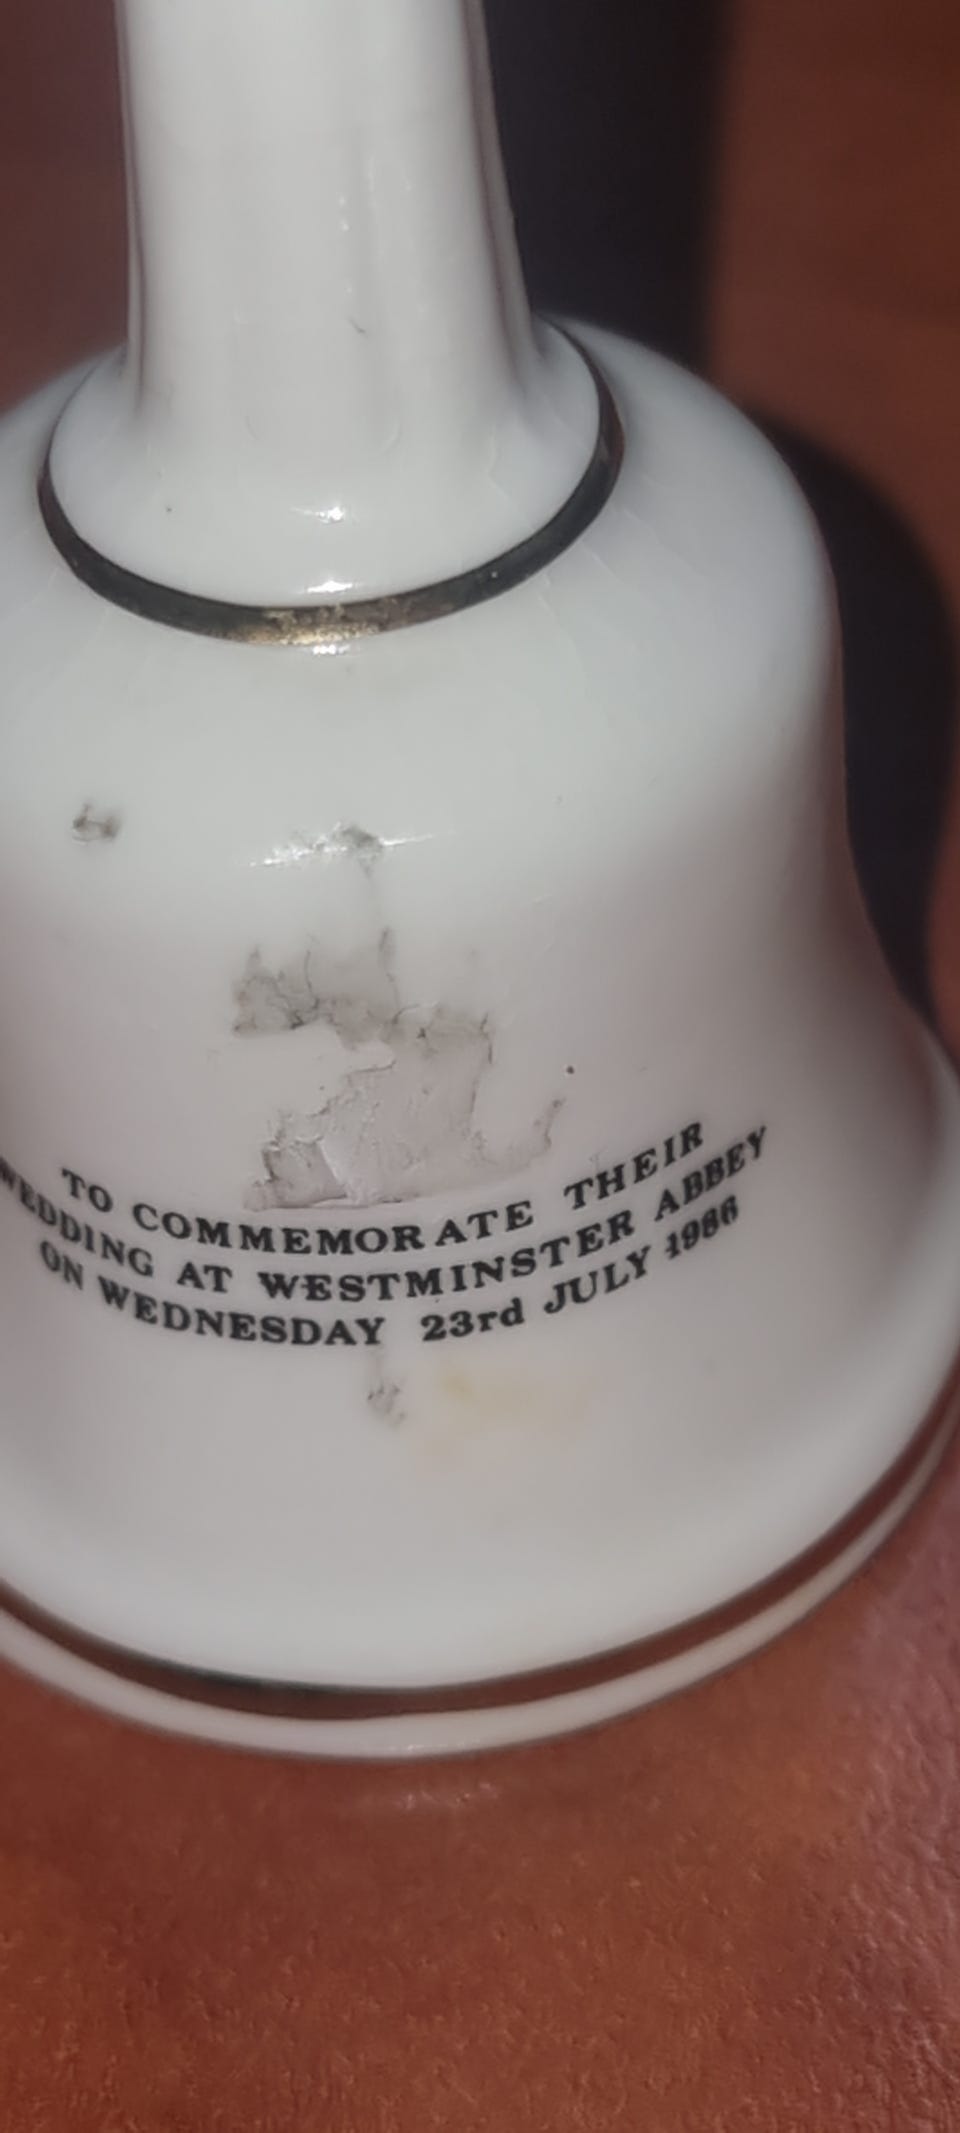 TO COMMEMORATE THEIR
WEDDING AT WESTMINSTER ABBEY
ON WEDNESDAY 23rd JULY 1986